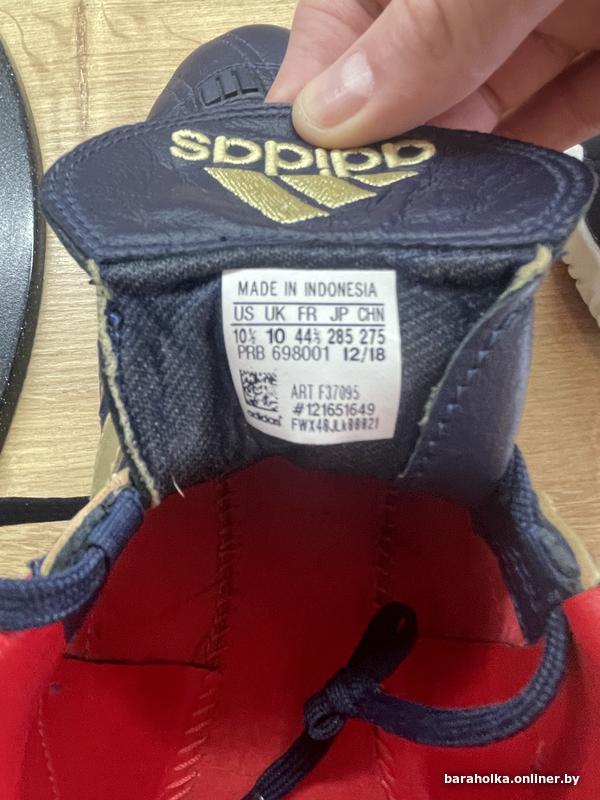 adidas
MADE IN INDONESIA
US UK FR JP CHN
10½ 10 44⅔ 285 275
PRB 698001 12/18
ART F37095
#121651649
adidas
baraholka.onliner.by